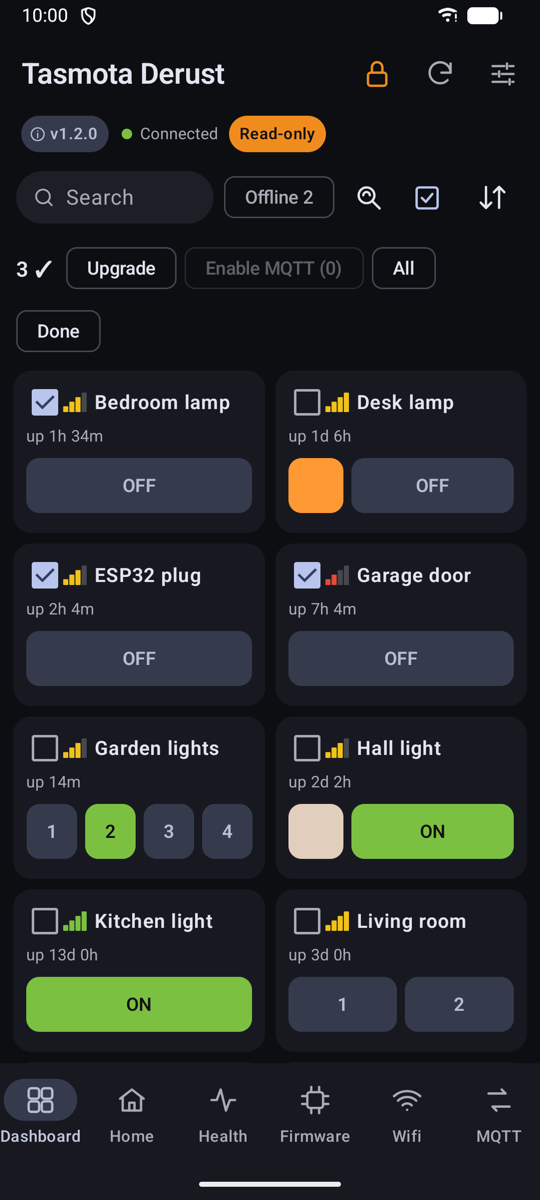 10:00
Tasmota Derust
v1.2.0 Connected Read-only
Search Offline 2
3 ✓ Upgrade Enable MQTT (0) All
Done
Bedroom lamp Desk lamp
up 1h 34m up 1d 6h
OFF OFF
ESP32 plug Garage door
up 2h 4m up 7h 4m
OFF OFF
Garden lights Hall light
up 14m up 2d 2h
1 2 3 4 ON
Kitchen light Living room
up 13d 0h up 3d 0h
ON 1 2
Dashboard Home Health Firmware Wifi MQTT